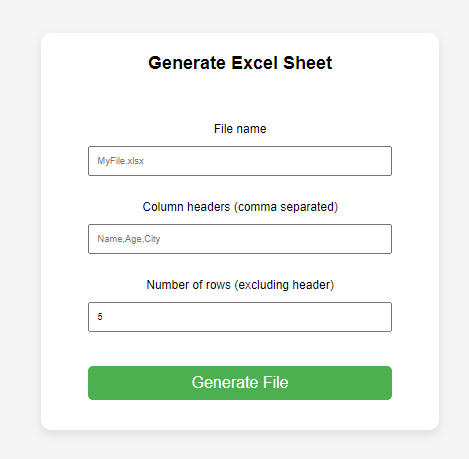 Generate Excel Sheet
File name
MyFile.xlsx
Column headers (comma separated)
Name,Age,City
Number of rows (excluding header)
5
Generate File